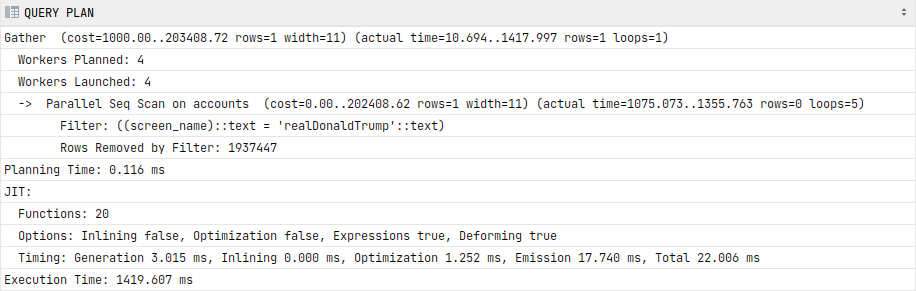 QUERY PLAN
Gather  (cost=1000.00..203408.72 rows=1 width=11) (actual time=10.694..1417.997 rows=1 loops=1)
  Workers Planned: 4
  Workers Launched: 4
  ->  Parallel Seq Scan on accounts  (cost=0.00..202408.62 rows=1 width=11) (actual time=1075.073..1355.763 rows=0 loops=5)
        Filter: ((screen_name)::text = 'realDonaldTrump'::text)
        Rows Removed by Filter: 1937447
Planning Time: 0.116 ms
JIT:
  Functions: 20
  Options: Inlining false, Optimization false, Expressions true, Deforming true
  Timing: Generation 3.015 ms, Inlining 0.000 ms, Optimization 1.252 ms, Emission 17.740 ms, Total 22.006 ms
Execution Time: 1419.607 ms